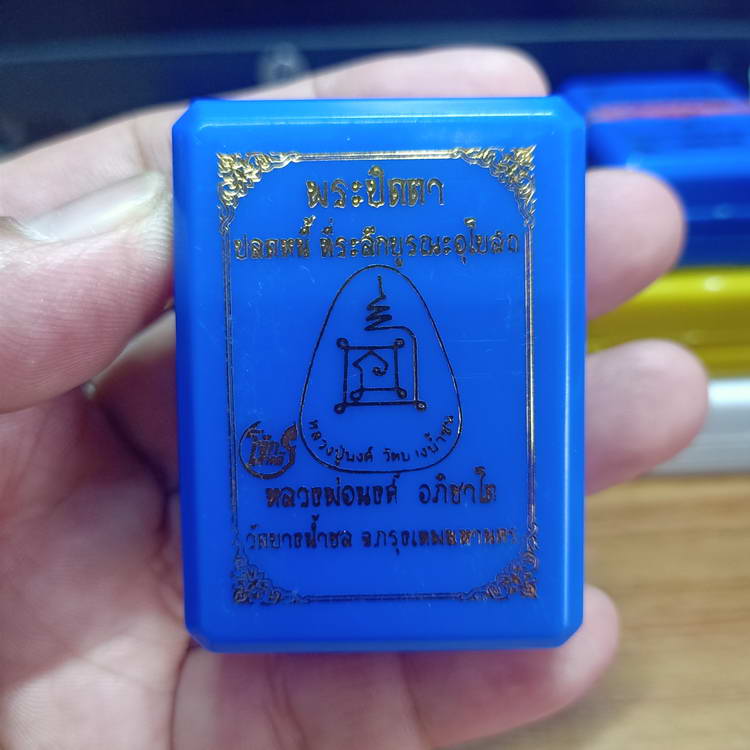 พระปิดตา
ปลดหนี้ ที่ระลึกบูรณะอุโบสถ
หลวงปู่นงค์ วัดบางน้ำชน
หลวงพ่อนงค์ อภิชาโต
วัดบางน้ำชล จ.กรุงเทพมหานคร